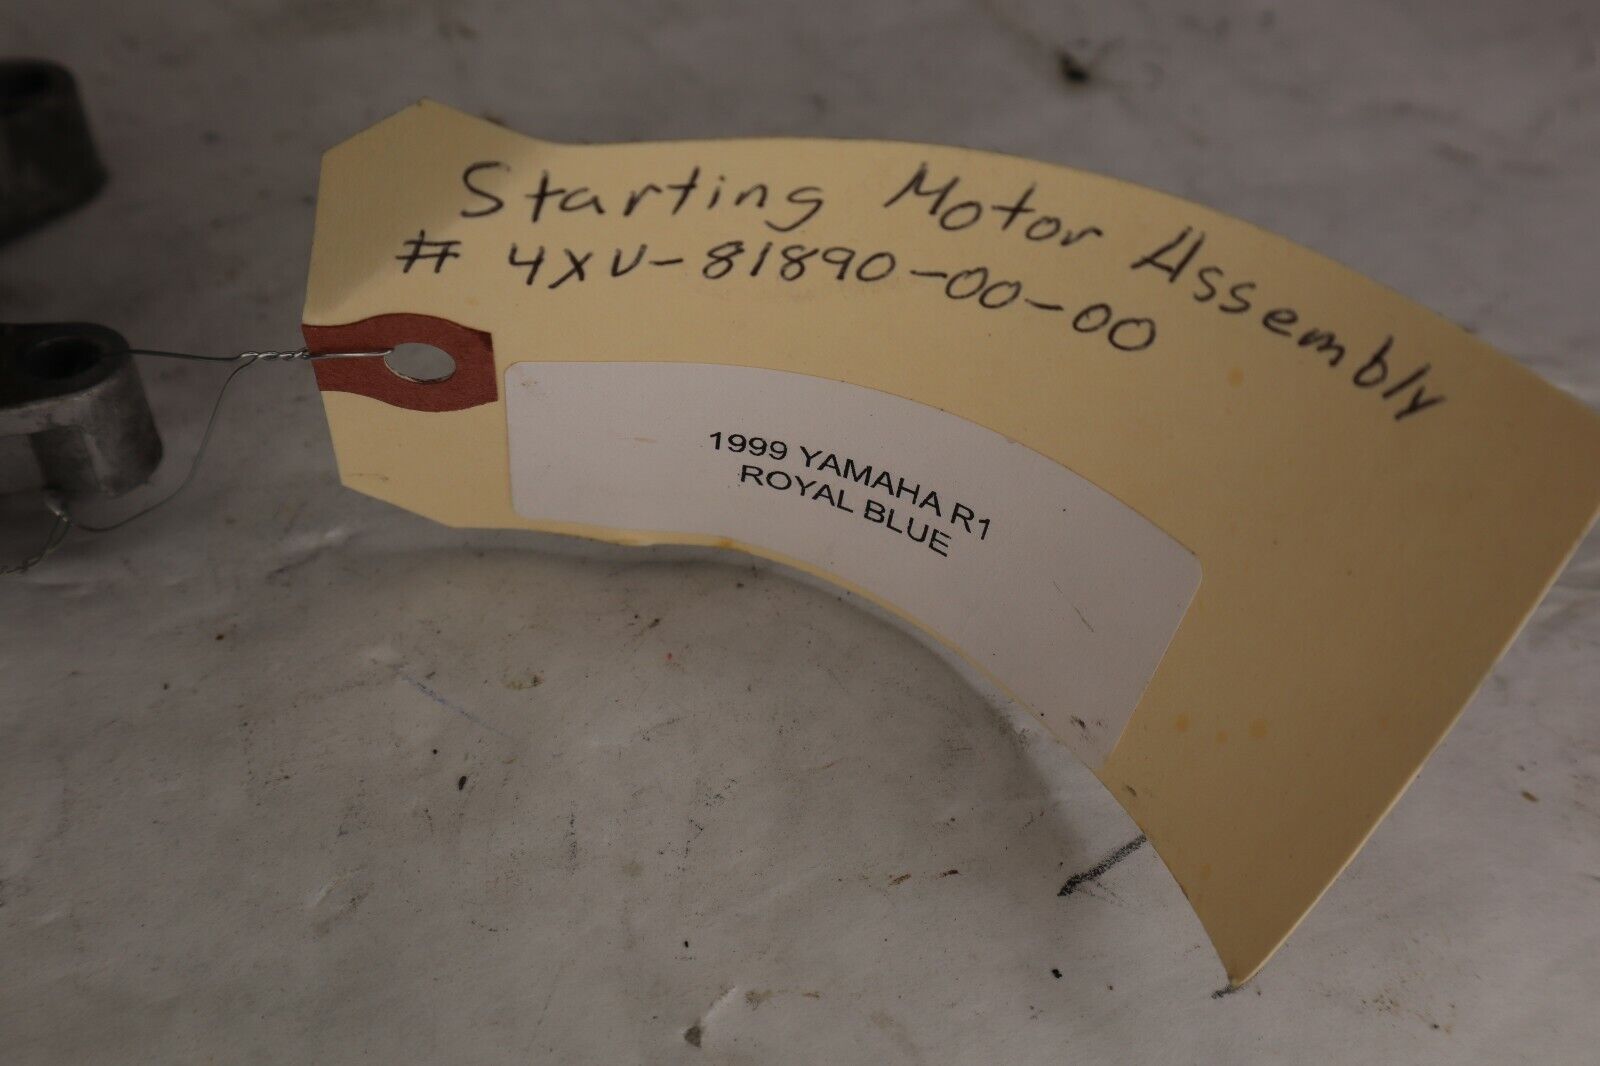 Starting Motor Assembly
# 4XV-81890-00-00
1999 YAMAHA R1
ROYAL BLUE